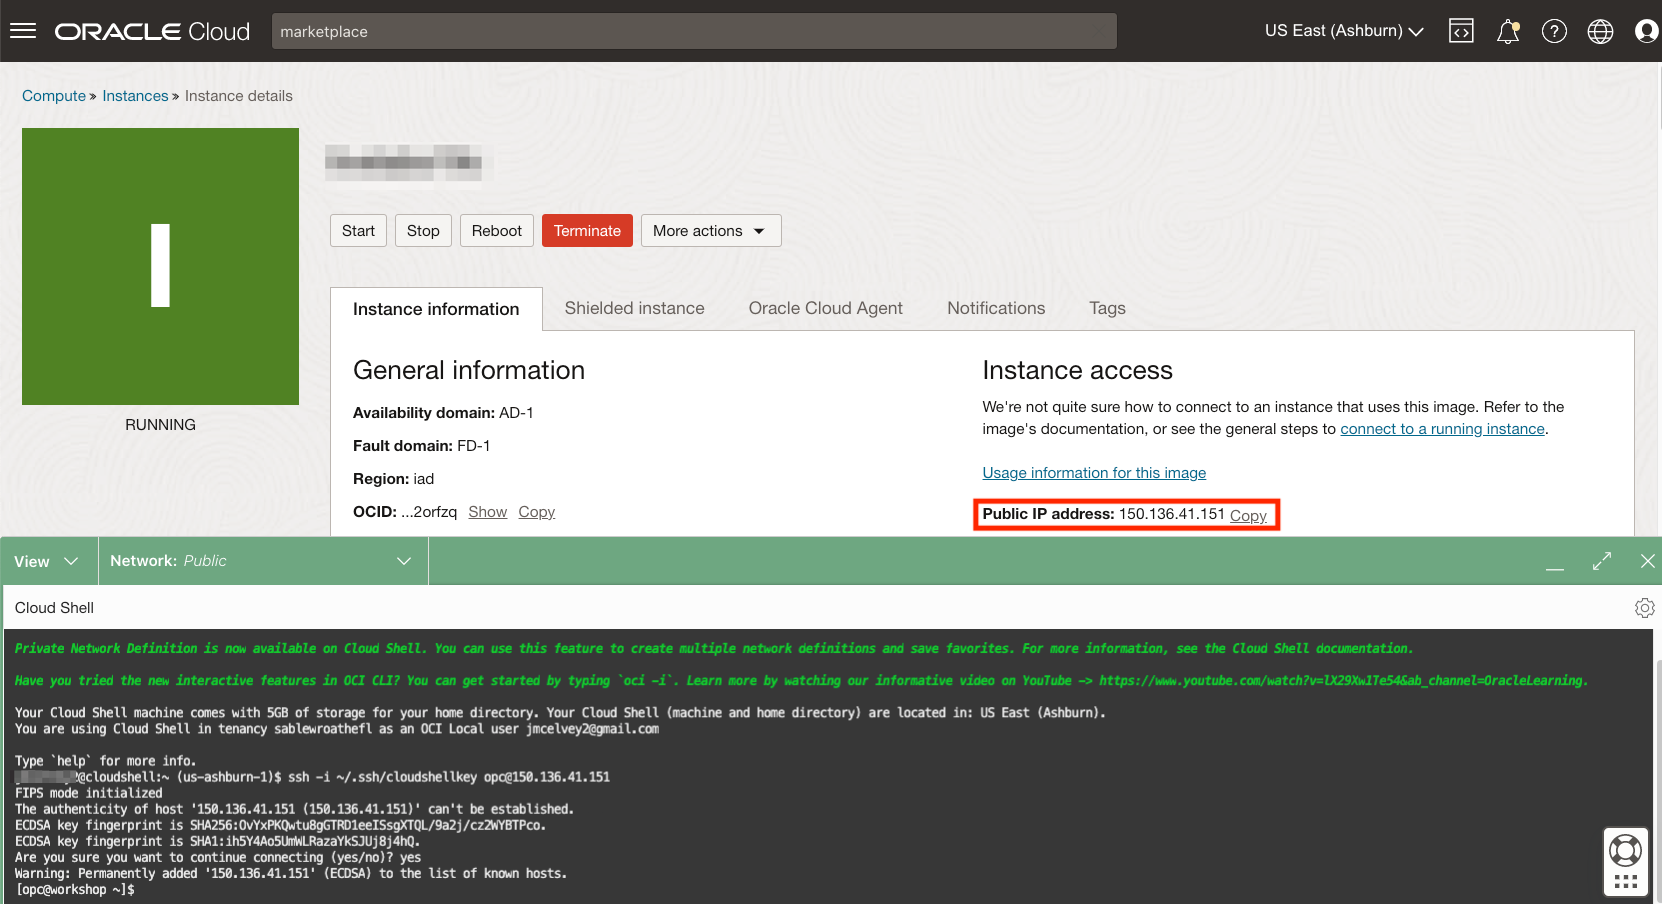 ORACLE Cloud
marketplace
US East (Ashburn)
Compute » Instances » Instance details
I
RUNNING
Start Stop Reboot Terminate More actions
Instance information Shielded instance Oracle Cloud Agent Notifications Tags
General information
Availability domain: AD-1
Fault domain: FD-1
Region: iad
OCID: ...2orfzq Show Copy
Instance access
We're not quite sure how to connect to an instance that uses this image. Refer to the
image's documentation, or see the general steps to connect to a running instance.
Usage information for this image
Public IP address: 150.136.41.151 Copy
View Network: Public
Cloud Shell
Private Network Definition is now available on Cloud Shell. You can use this feature to create multiple network definitions and save favorites. For more information, see the Cloud Shell documentation.
Have you tried the new interactive features in OCI CLI? You can get started by typing `oci -i`. Learn more by watching our informative video on YouTube -> https://www.youtube.com/watch?v=lX29Xw1Te54&ab_channel=OracleLearning.
Your Cloud Shell machine comes with 5GB of storage for your home directory. Your Cloud Shell (machine and home directory) are located in: US East (Ashburn).
You are using Cloud Shell in tenancy sablewroathefl as an OCI Local user jmcelvey2@gmail.com
Type `help` for more info.
@cloudshell:~ (us-ashburn-1)$ ssh -i ~/.ssh/cloudshellkey opc@150.136.41.151
FIPS mode initialized
The authenticity of host '150.136.41.151 (150.136.41.151)' can't be established.
ECDSA key fingerprint is SHA256:OvYxPKQwtu8gGTRD1eeISsgXTQL/9a2j/cz2WYBTPco.
ECDSA key fingerprint is SHA1:ih5Y4Ao5UmWLRazaYkSJUj8j4hQ.
Are you sure you want to continue connecting (yes/no)? yes
Warning: Permanently added '150.136.41.151' (ECDSA) to the list of known hosts.
[opc@workshop ~]$